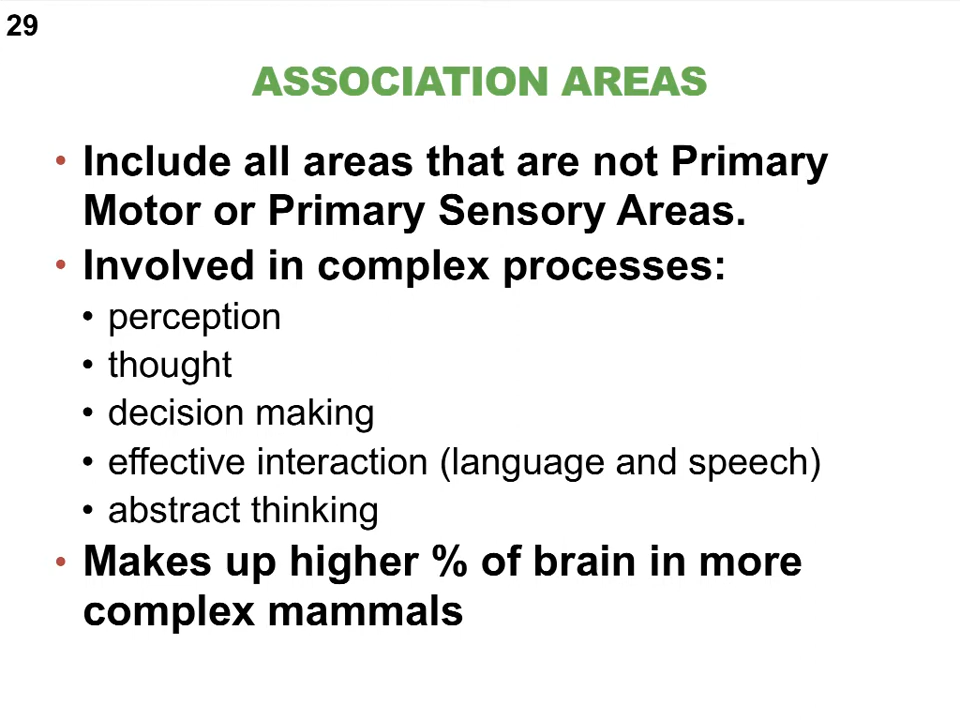 29
ASSOCIATION AREAS
• Include all areas that are not Primary
Motor or Primary Sensory Areas.
• Involved in complex processes:
• perception
• thought
• decision making
• effective interaction (language and speech)
• abstract thinking
• Makes up higher % of brain in more
complex mammals